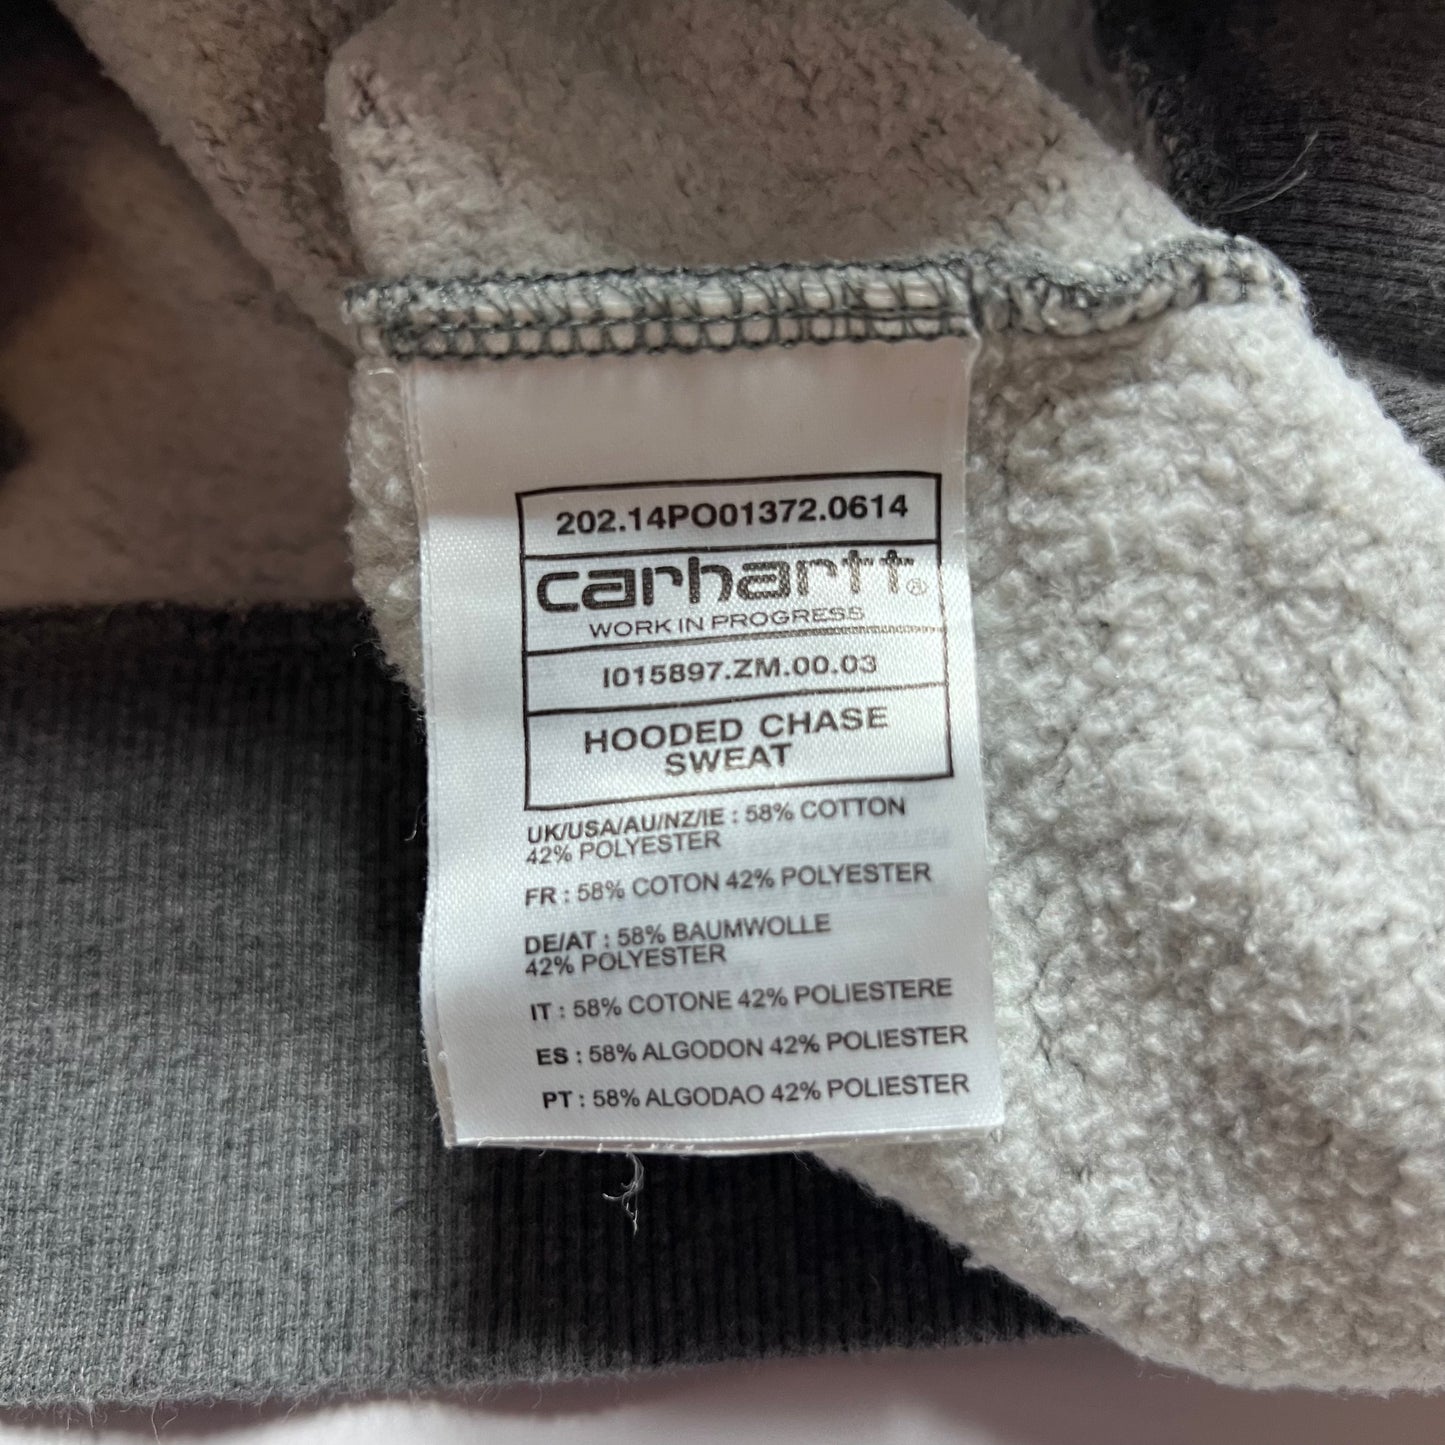 202.14PO01372.0614
carhartt®
WORK IN PROGRESS
I015897.ZM.00.03
HOODED CHASE
SWEAT
UK/USA/AU/NZ/IE : 58% COTTON
42% POLYESTER
FR : 58% COTON 42% POLYESTER
DE/AT : 58% BAUMWOLLE
42% POLYESTER
IT : 58% COTONE 42% POLIESTERE
ES : 58% ALGODON 42% POLIESTER
PT : 58% ALGODAO 42% POLIESTER